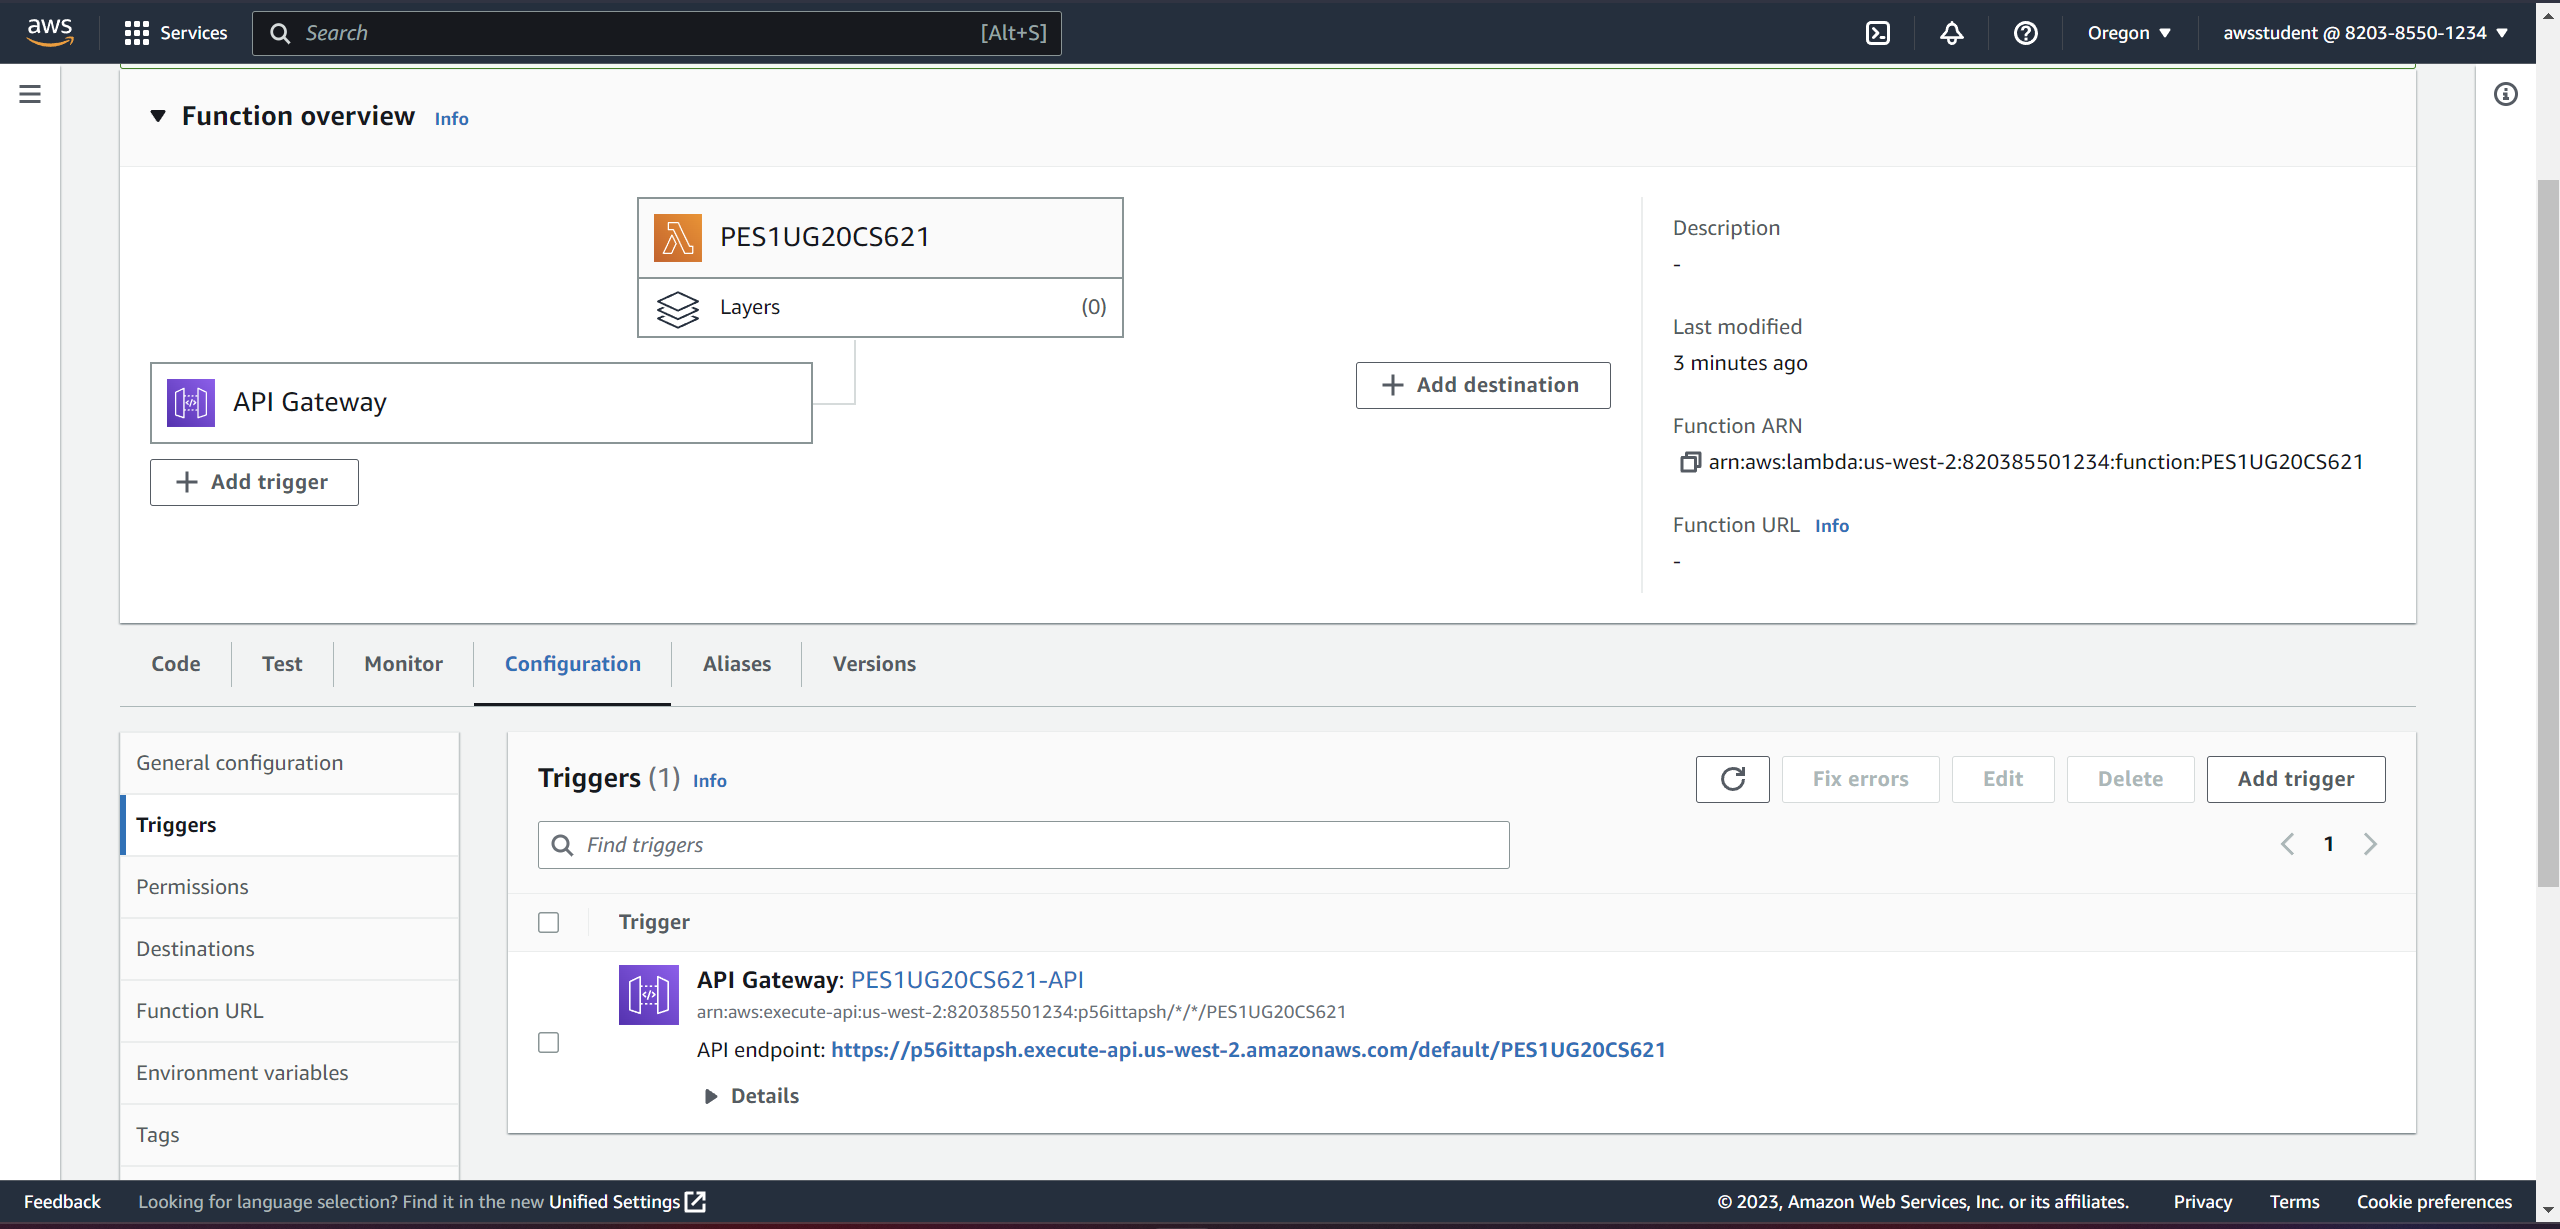 aws Services Search [Alt+S] Oregon awsstudent @ 8203-8550-1234
Function overview Info
PES1UG20CS621
Layers (0)
API Gateway
Add trigger
Add destination
Description
-
Last modified
3 minutes ago
Function ARN
arn:aws:lambda:us-west-2:820385501234:function:PES1UG20CS621
Function URL Info
-
Code Test Monitor Configuration Aliases Versions
General configuration
Triggers
Permissions
Destinations
Function URL
Environment variables
Tags
Triggers (1) Info Fix errors Edit Delete Add trigger
Find triggers 1
Trigger
API Gateway: PES1UG20CS621-API
arn:aws:execute-api:us-west-2:820385501234:p56ittapsh/*/*/PES1UG20CS621
API endpoint: https://p56ittapsh.execute-api.us-west-2.amazonaws.com/default/PES1UG20CS621
Details
Feedback Looking for language selection? Find it in the new Unified Settings © 2023, Amazon Web Services, Inc. or its affiliates. Privacy Terms Cookie preferences